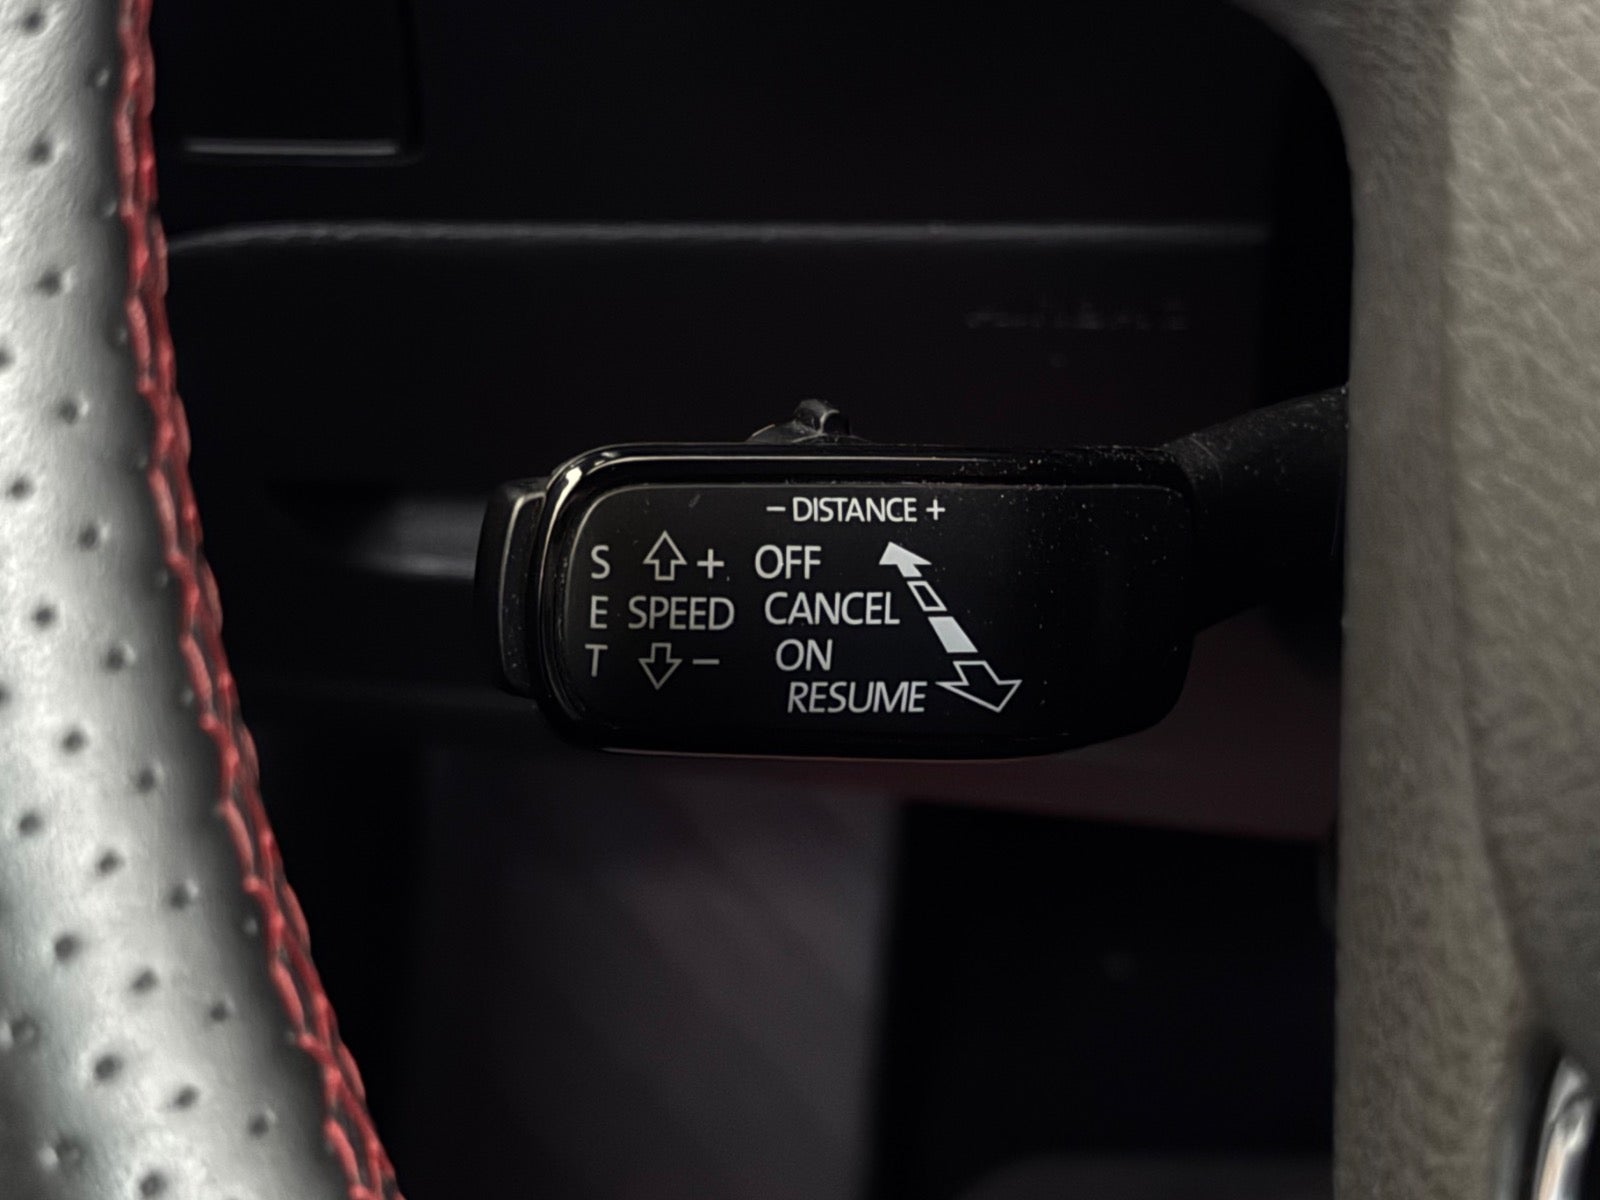 − DISTANCE +
S + OFF
E SPEED CANCEL
T − ON
RESUME